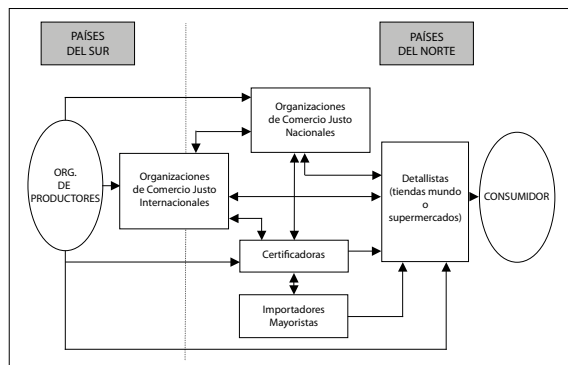 PAÍSES
DEL SUR
PAÍSES
DEL NORTE
Organizaciones
de Comercio Justo
Nacionales
ORG.
DE
PRODUCTORES
Organizaciones
de Comercio Justo
Internacionales
Detallistas
(tiendas mundo
o
supermercados)
CONSUMIDOR
Certificadoras
Importadores
Mayoristas